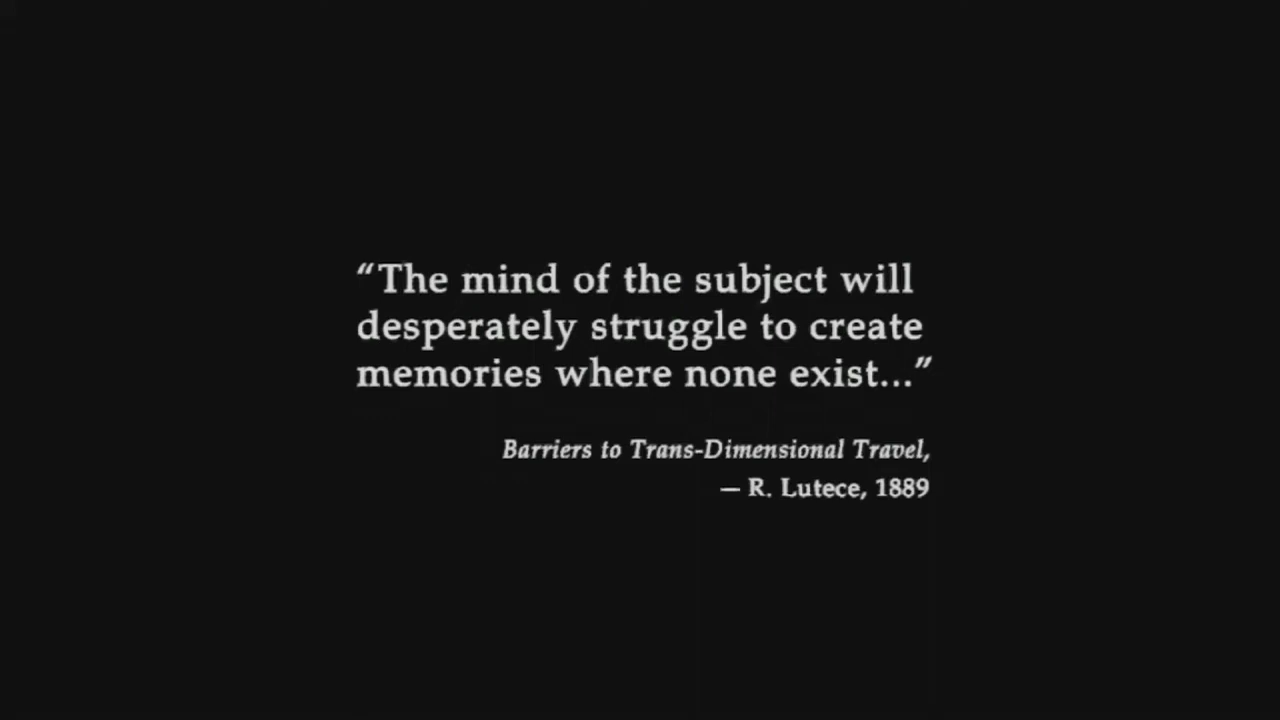 “The mind of the subject will
desperately struggle to create
memories where none exist...”
Barriers to Trans-Dimensional Travel,
— R. Lutece, 1889